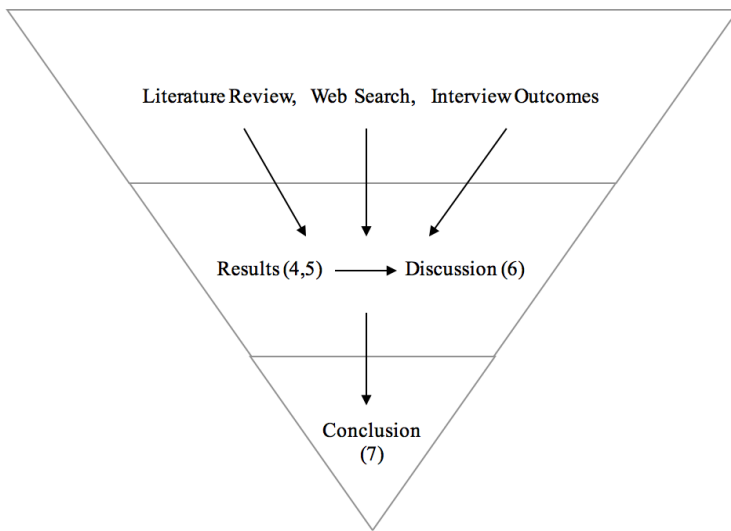 Literature Review, Web Search, Interview Outcomes
Results (4,5) Discussion (6)
Conclusion
(7)